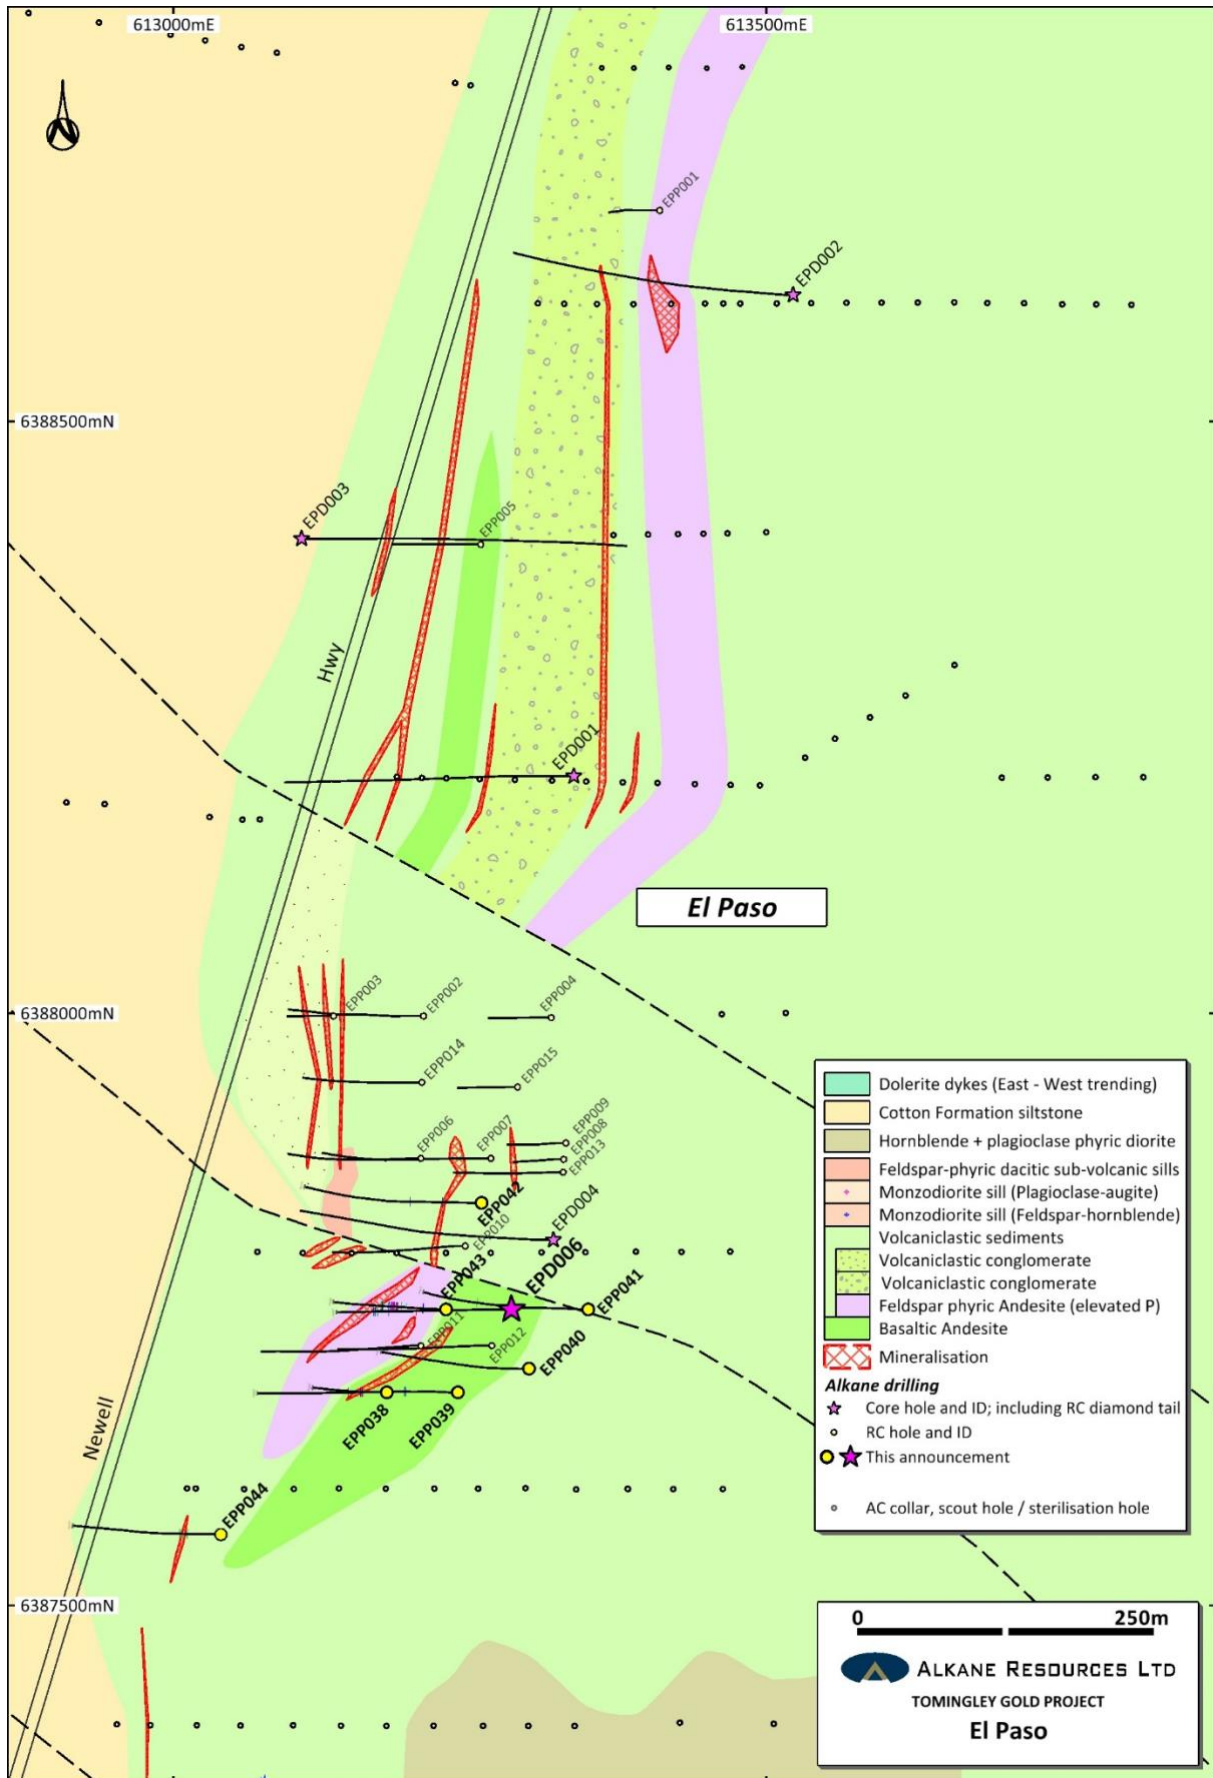 613000mE
613500mE
EPP001
EPD002
6388500mN
EPD003
EPP005
Hwy
EPD001
El Paso
6388000mN
EPP003
EPP002
EPP004
EPP014
EPP015
EPP006
EPP007
EPP009
EPP008
EPP013
EPP042
EPD004
EPP010
EPP043
EPD006
EPP041
EPP011
EPP012
EPP040
EPP038
EPP039
Newell
EPP044
6387500mN
Dolerite dykes (East - West trending)
Cotton Formation siltstone
Hornblende + plagioclase phyric diorite
Feldspar-phyric dacitic sub-volcanic sills
Monzodiorite sill (Plagioclase-augite)
Monzodiorite sill (Feldspar-hornblende)
Volcaniclastic sediments
Volcaniclastic conglomerate
Volcaniclastic conglomerate
Feldspar phyric Andesite (elevated P)
Basaltic Andesite
Mineralisation
Alkane drilling
Core hole and ID; including RC diamond tail
RC hole and ID
This announcement
AC collar, scout hole / sterilisation hole
0 250m
ALKANE RESOURCES LTD
TOMINGLEY GOLD PROJECT
El Paso